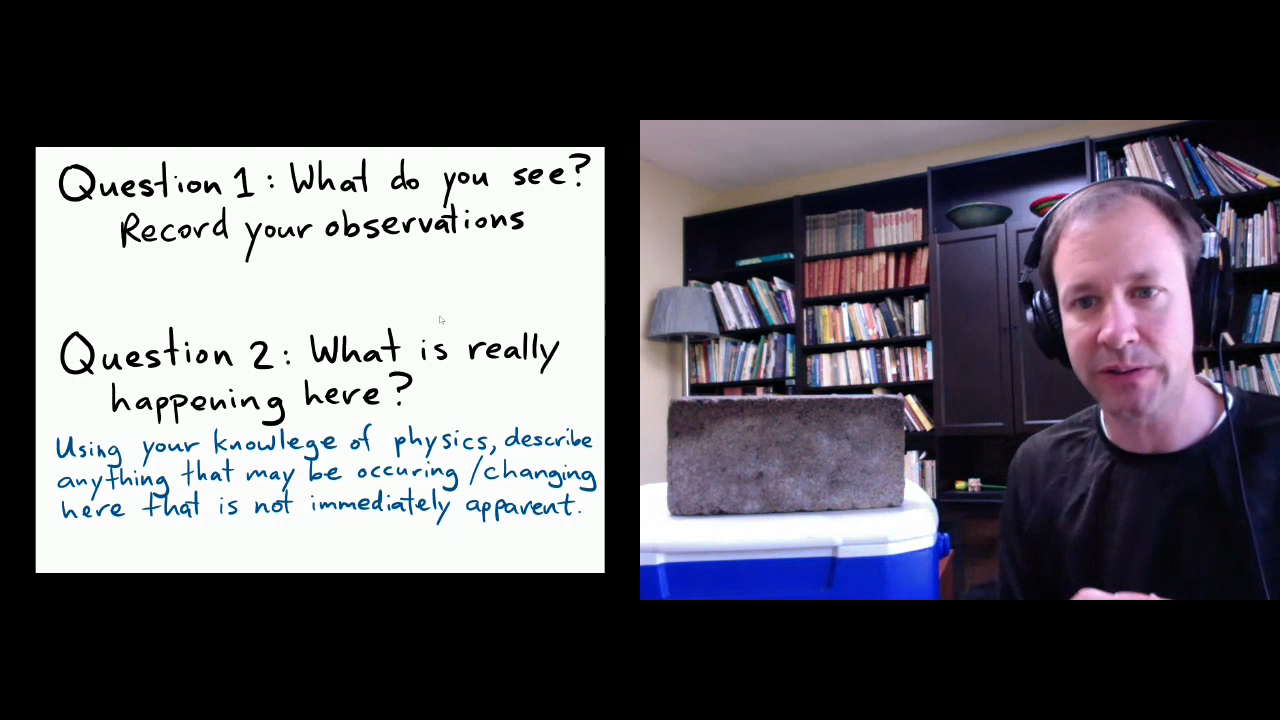 Question 1: What do you see?
Record your observations
Question 2: What is really
happening here?
Using your knowlege of physics, describe
anything that may be occuring /changing
here that is not immediately apparent.